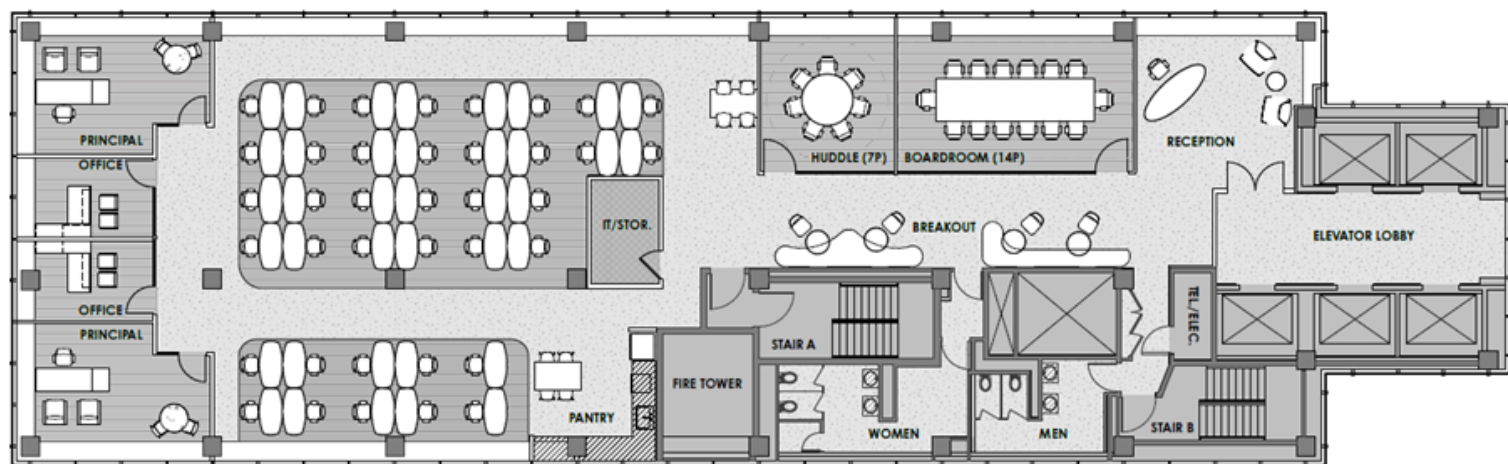 PRINCIPAL
OFFICE
HUDDLE (7P)
BOARDROOM (14P)
RECEPTION
IT/STOR.
BREAKOUT
ELEVATOR LOBBY
OFFICE
PRINCIPAL
TEL./ELEC.
STAIR A
FIRE TOWER
PANTRY
WOMEN
MEN
STAIR B